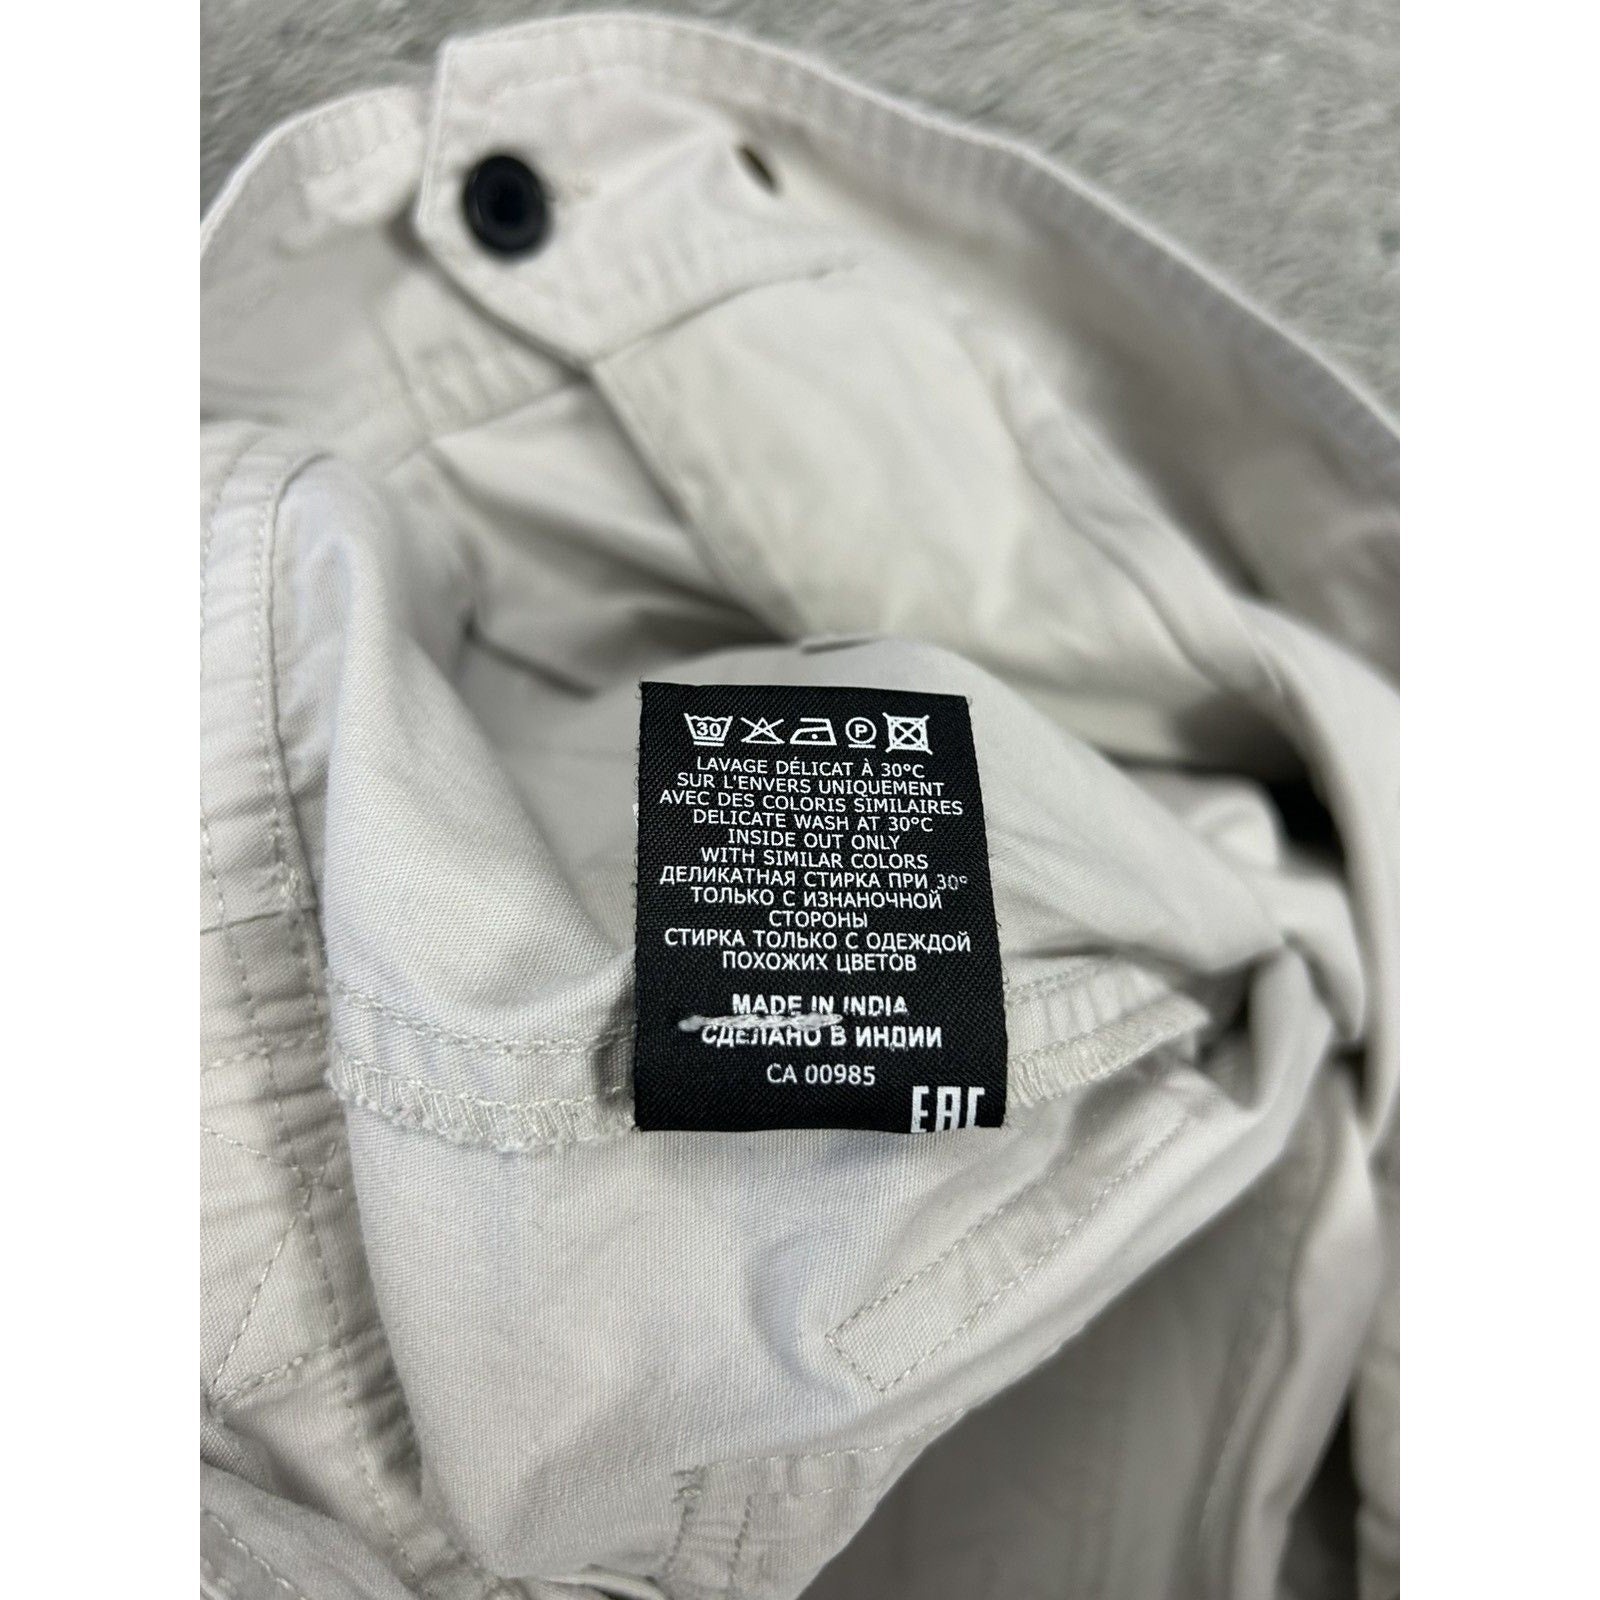 30 P
LAVAGE DÉLICAT À 30°C
SUR L'ENVERS UNIQUEMENT
AVEC DES COLORIS SIMILAIRES
DELICATE WASH AT 30°C
INSIDE OUT ONLY
WITH SIMILAR COLORS
ДЕЛИКАТНАЯ СТИРКА ПРИ 30°
ТОЛЬКО С ИЗНАНОЧНОЙ
СТОРОНЫ
СТИРКА ТОЛЬКО С ОДЕЖДОЙ
ПОХОЖИХ ЦВЕТОВ
MADE IN INDIA
СДЕЛАНО В ИНДИИ
CA 00985
EAC